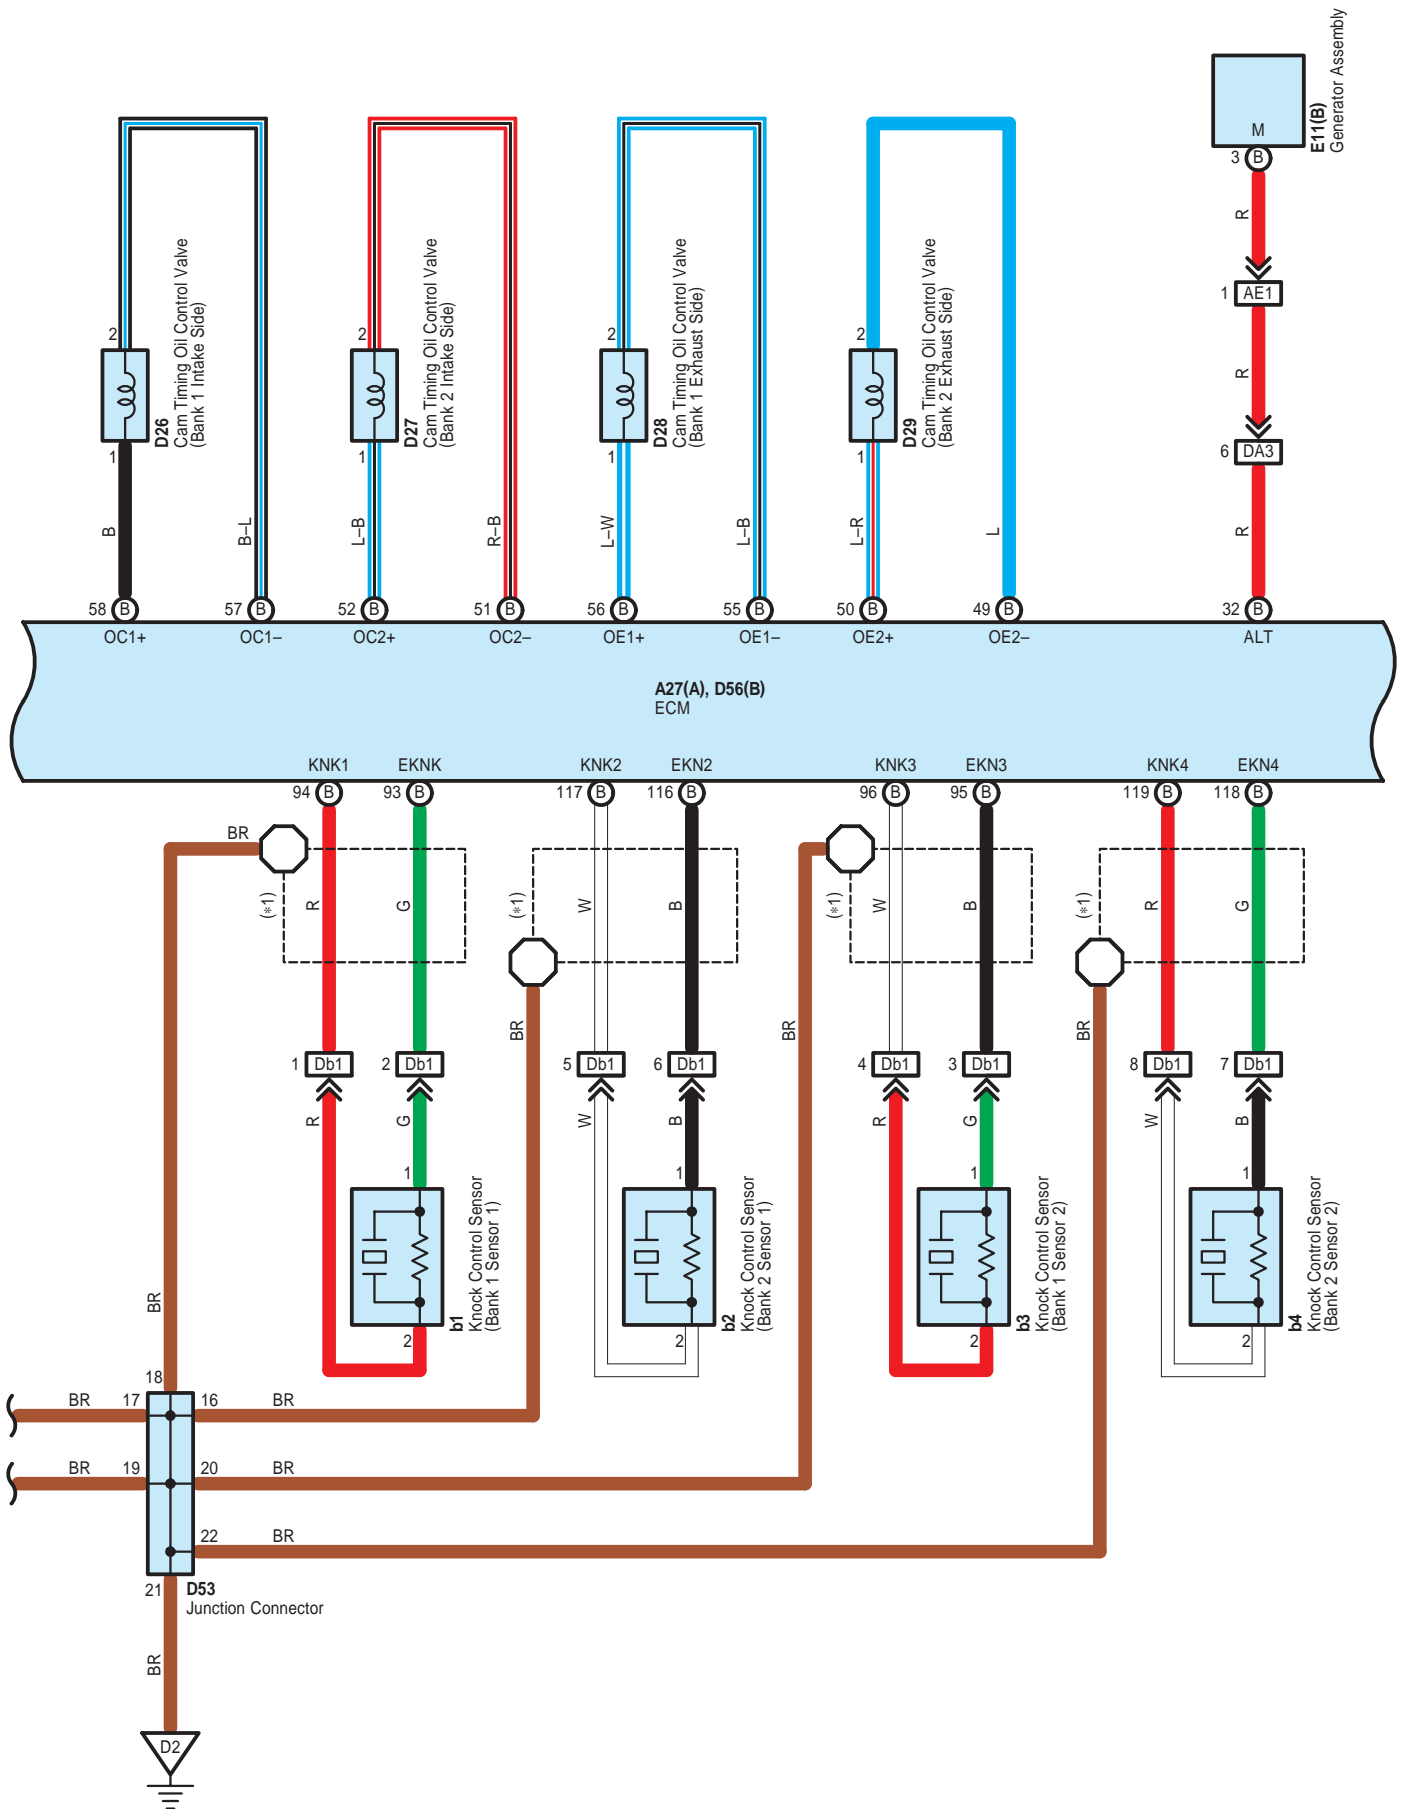 M
E11(B)
Generator Assembly
3 B
R
1 AE1
R
6 DA3
R
2
D26
Cam Timing Oil Control Valve
(Bank 1 Intake Side)
1
B
B–L
2
D27
Cam Timing Oil Control Valve
(Bank 2 Intake Side)
1
L–B
R–B
2
D28
Cam Timing Oil Control Valve
(Bank 1 Exhaust Side)
1
L–W
L–B
2
D29
Cam Timing Oil Control Valve
(Bank 2 Exhaust Side)
1
L–R
L
58 B 57 B 52 B 51 B 56 B 55 B 50 B 49 B 32 B
OC1+ OC1– OC2+ OC2– OE1+ OE1– OE2+ OE2– ALT
A27(A), D56(B)
ECM
KNK1 EKNK KNK2 EKN2 KNK3 EKN3 KNK4 EKN4
94 B 93 B 117 B 116 B 96 B 95 B 119 B 118 B
BR
(*1) R G (*1) W B (*1) W B (*1) R G
BR BR BR
1 Db1 2 Db1 5 Db1 6 Db1 4 Db1 3 Db1 8 Db1 7 Db1
R G W B R G W B
1 1 1 1
2 2 2 2
b1
Knock Control Sensor
(Bank 1 Sensor 1)
b2
Knock Control Sensor
(Bank 2 Sensor 1)
b3
Knock Control Sensor
(Bank 1 Sensor 2)
b4
Knock Control Sensor
(Bank 2 Sensor 2)
BR
18
BR 17 16 BR
BR 19 20 BR
22 BR
21 D53
Junction Connector
BR
D2